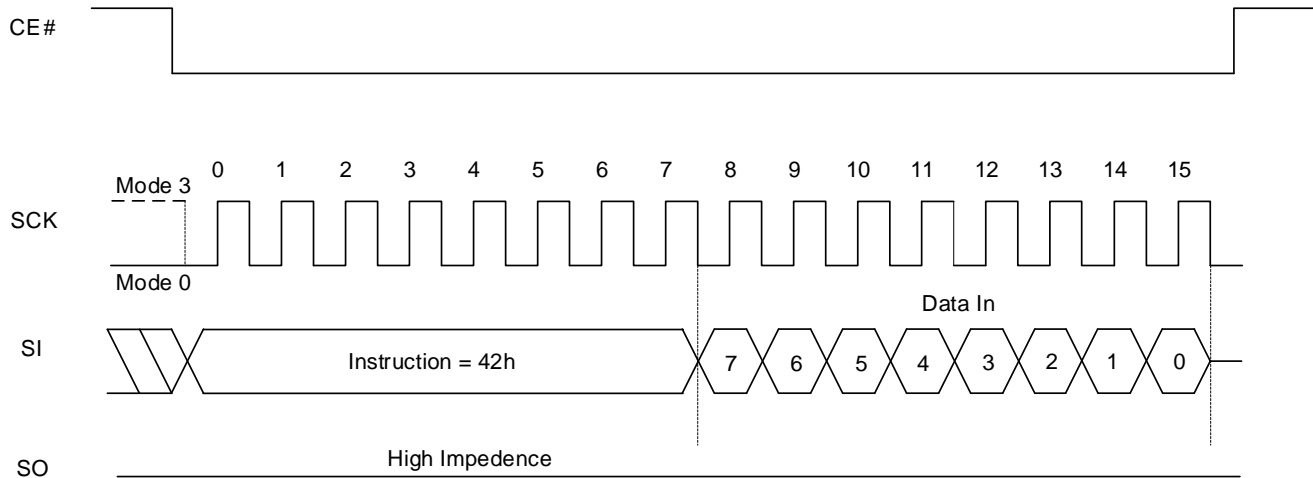 CE#
0 1 2 3 4 5 6 7 8 9 10 11 12 13 14 15
Mode 3
SCK
Mode 0
Data In
SI
Instruction = 42h
7 6 5 4 3 2 1 0
High Impedence
SO